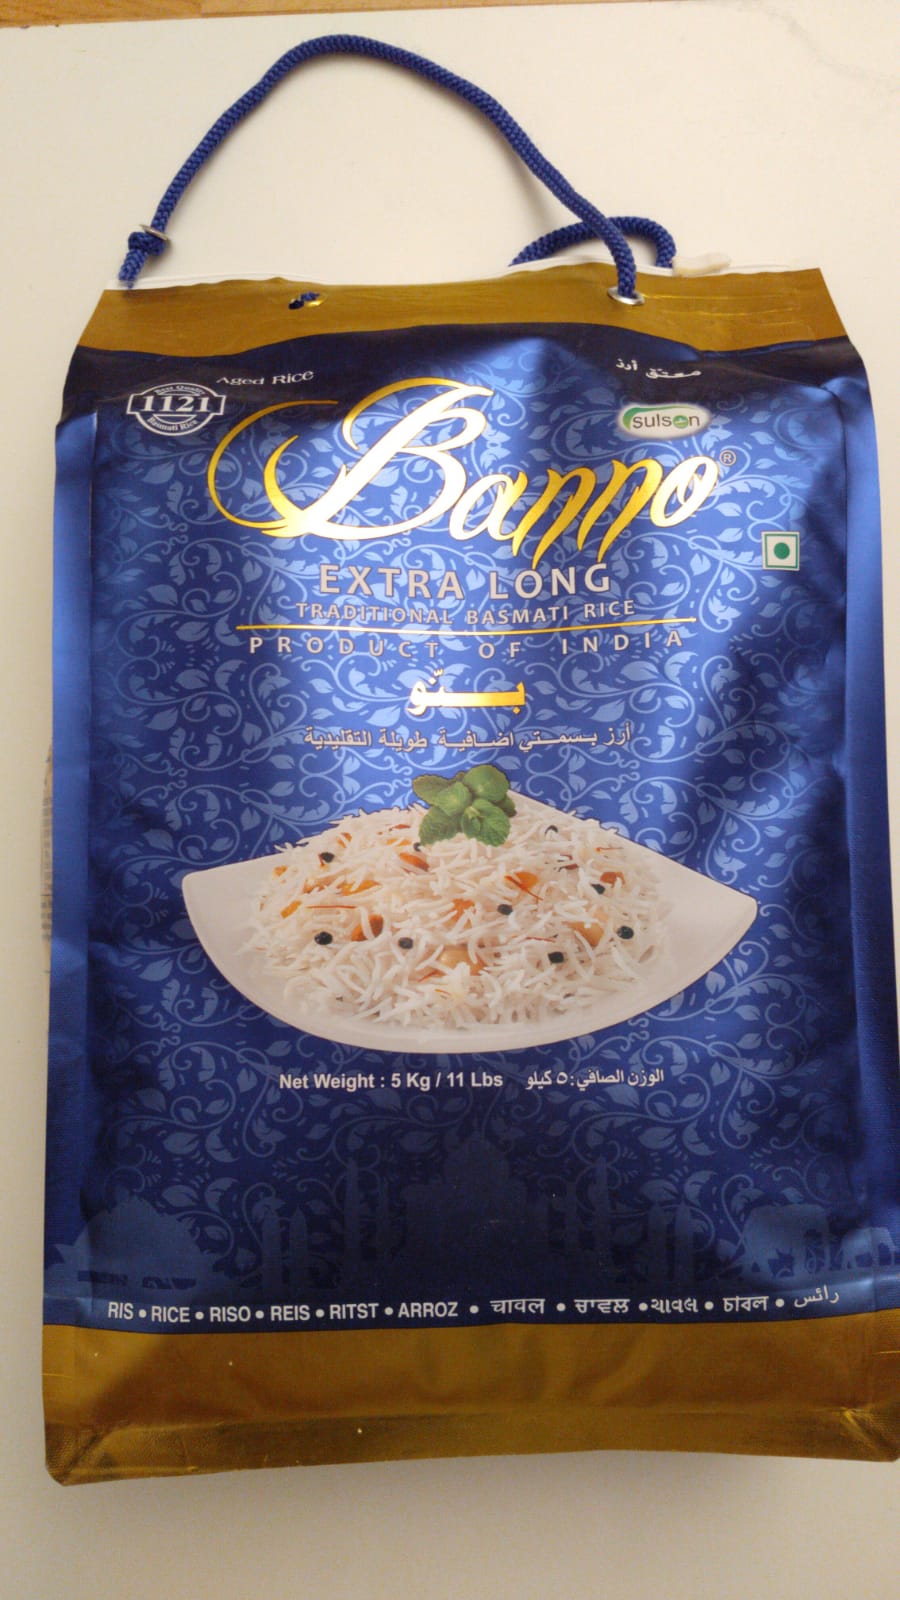 Aged Rice
معتق أرز
Best Quality
1121
Basmati Rice
sulson
Banno®
EXTRA LONG
TRADITIONAL BASMATI RICE
PRODUCT OF INDIA
بنّو
أرز بسمتي اضافية طويلة التقليدية
Net Weight : 5 Kg / 11 Lbs الوزن الصافي: ٥ كيلو
RIS • RICE • RISO • REIS • RITST • ARROZ • चावल • ਚਾਵਲ • ચાવલ • চাবল • رائس